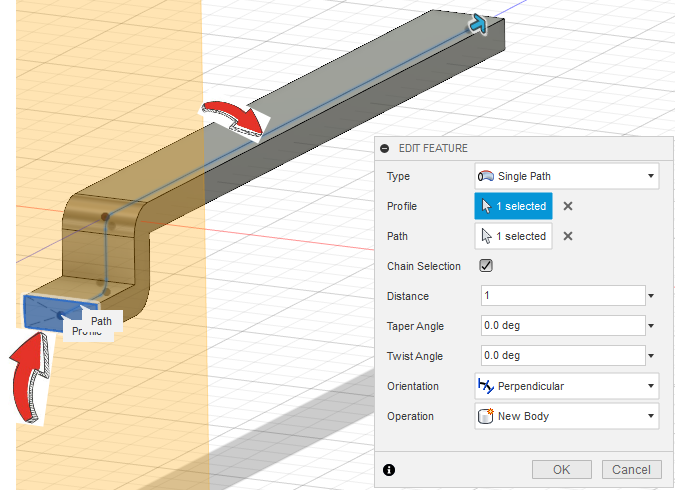 EDIT FEATURE
Type Single Path
Profile 1 selected
Path 1 selected
Chain Selection
Distance 1
Taper Angle 0.0 deg
Twist Angle 0.0 deg
Orientation Perpendicular
Operation New Body
OK Cancel
Path
Profile